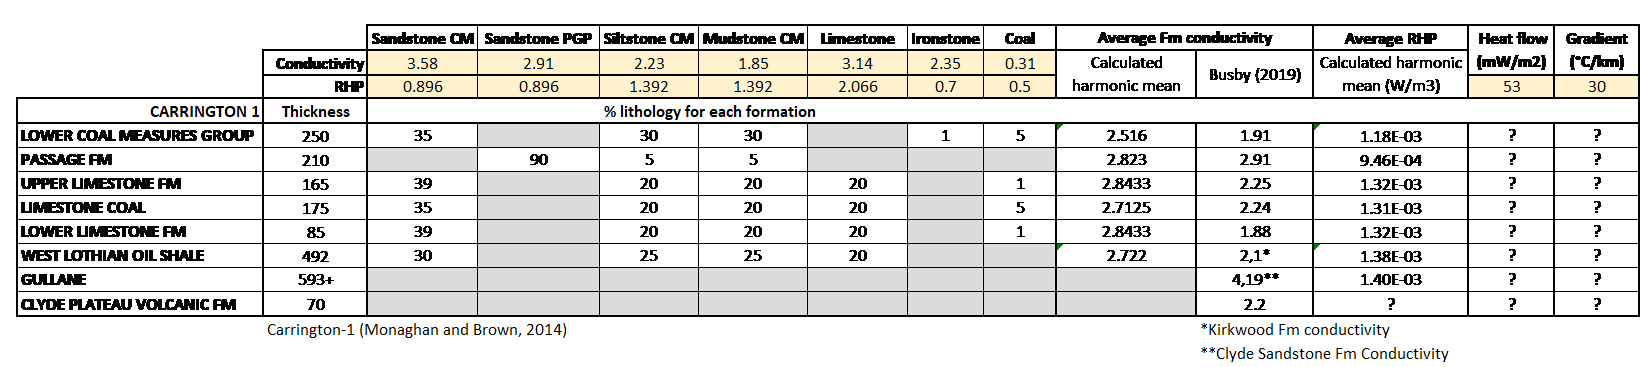 Sandstone CM Sandstone PGP Siltstone CM Mudstone CM Limestone Ironstone Coal Average Fm conductivity Average RHP Heat flow Gradient
Conductivity 3.58 2.91 2.23 1.85 3.14 2.35 0.31 Calculated harmonic mean Busby (2019) Calculated harmonic mean (W/m3) (mW/m2) (°C/km)
RHP 0.896 0.896 1.392 1.392 2.066 0.7 0.5 53 30
CARRINGTON 1 Thickness % lithology for each formation
LOWER COAL MEASURES GROUP 250 35 30 30 1 5 2.516 1.91 1.18E-03 ? ?
PASSAGE FM 210 90 5 5 2.823 2.91 9.46E-04 ? ?
UPPER LIMESTONE FM 165 39 20 20 20 1 2.8433 2.25 1.32E-03 ? ?
LIMESTONE COAL 175 35 20 20 20 5 2.7125 2.24 1.31E-03 ? ?
LOWER LIMESTONE FM 85 39 20 20 20 1 2.8433 1.88 1.32E-03 ? ?
WEST LOTHIAN OIL SHALE 492 30 25 25 20 2.722 2,1* 1.38E-03 ? ?
GULLANE 593+ 4,19** 1.40E-03 ? ?
CLYDE PLATEAU VOLCANIC FM 70 2.2 ? ? ?
Carrington-1 (Monaghan and Brown, 2014) *Kirkwood Fm conductivity
**Clyde Sandstone Fm Conductivity